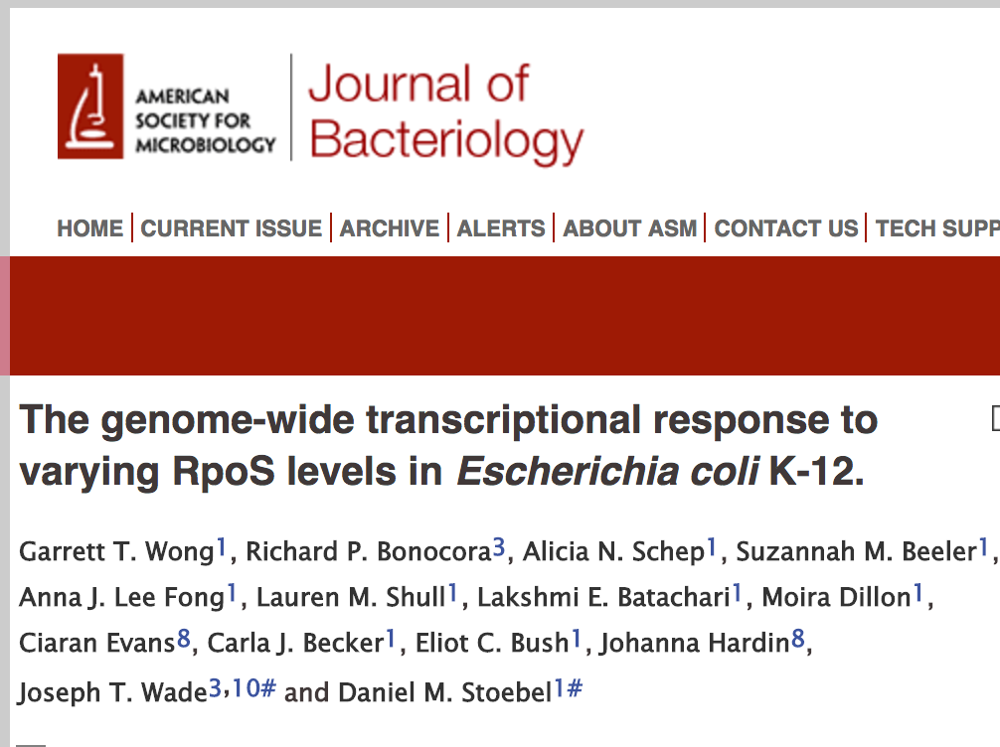 AMERICAN
SOCIETY FOR
MICROBIOLOGY
Journal of
Bacteriology
HOME | CURRENT ISSUE | ARCHIVE | ALERTS | ABOUT ASM | CONTACT US | TECH SUPP
The genome-wide transcriptional response to
varying RpoS levels in Escherichia coli K-12.
Garrett T. Wong1, Richard P. Bonocora3, Alicia N. Schep1, Suzannah M. Beeler1,
Anna J. Lee Fong1, Lauren M. Shull1, Lakshmi E. Batachari1, Moira Dillon1,
Ciaran Evans8, Carla J. Becker1, Eliot C. Bush1, Johanna Hardin8,
Joseph T. Wade3,10# and Daniel M. Stoebel1#